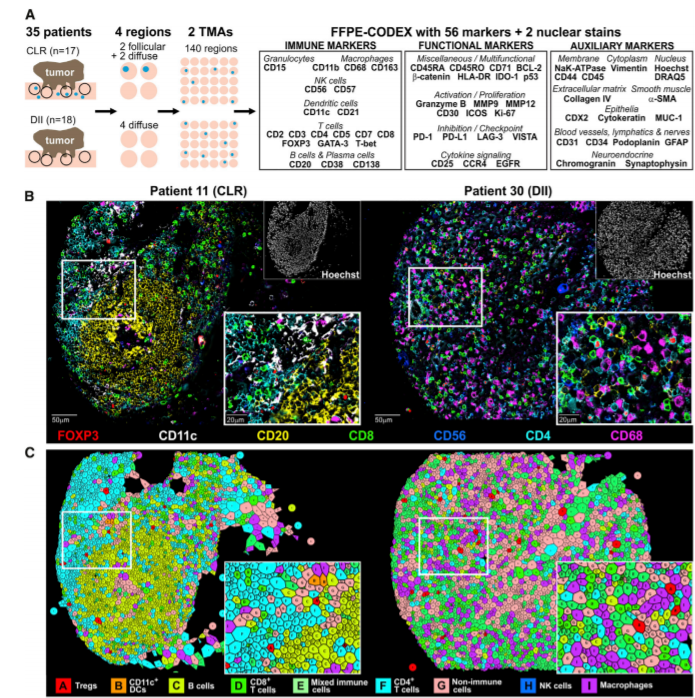 A
35 patients
4 regions
2 TMAs
FFPE-CODEX with 56 markers + 2 nuclear stains
CLR (n=17)
2 follicular
+ 2 diffuse
140 regions
tumor
DII (n=18)
4 diffuse
tumor
IMMUNE MARKERS
Granulocytes Macrophages
CD15 CD11b CD68 CD163
NK cells
CD56 CD57
Dendritic cells
CD11c CD21
T cells
CD2 CD3 CD4 CD5 CD7 CD8
FOXP3 GATA-3 T-bet
B cells & Plasma cells
CD20 CD38 CD138
FUNCTIONAL MARKERS
Miscellaneous / Multifunctional
CD45RA CD45RO CD71 BCL-2
β-catenin HLA-DR IDO-1 p53
Activation / Proliferation
Granzyme B MMP9 MMP12
CD30 ICOS Ki-67
Inhibition / Checkpoint
PD-1 PD-L1 LAG-3 VISTA
Cytokine signaling
CD25 CCR4 EGFR
AUXILIARY MARKERS
Membrane Cytoplasm Nucleus
NaK-ATPase Vimentin Hoechst
CD44 CD45 DRAQ5
Extracellular matrix Smooth muscle
Collagen IV α-SMA
Epithelia
CDX2 Cytokeratin MUC-1
Blood vessels, lymphatics & nerves
CD31 CD34 Podoplanin GFAP
Neuroendocrine
Chromogranin Synaptophysin
B
Patient 11 (CLR)
Patient 30 (DII)
Hoechst
Hoechst
50μm
20μm
50μm
20μm
FOXP3 CD11c CD20 CD8 CD56 CD4 CD68
C
A Tregs
B CD11c+
DCs
C B cells
D CD8+
T cells
E Mixed immune
cells
F CD4+
T cells
G Non-immune
cells
H NK cells
I Macrophages